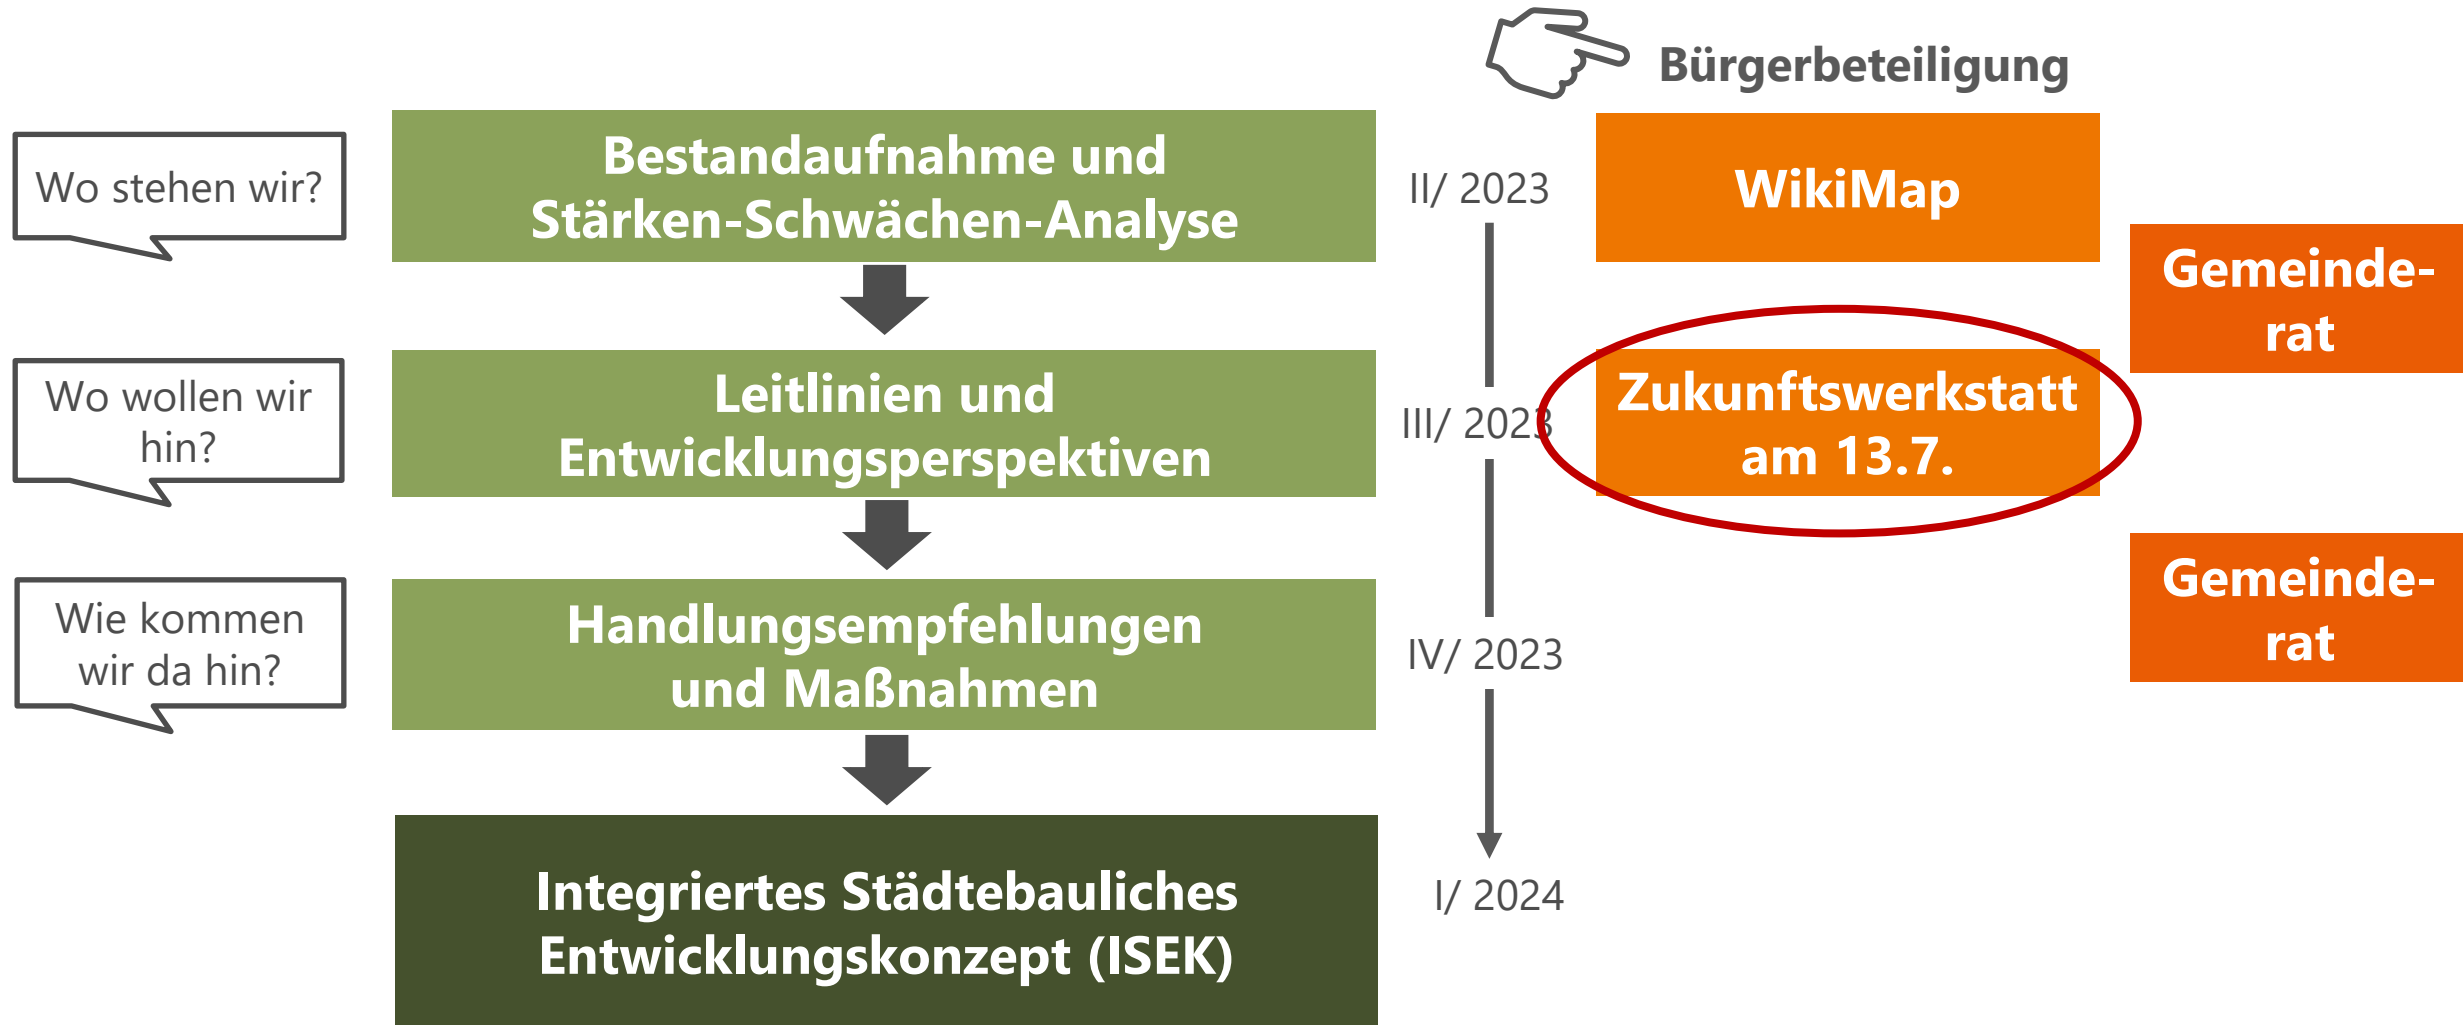 Bürgerbeteiligung
Wo stehen wir?
Bestandaufnahme und
Stärken-Schwächen-Analyse
II/ 2023
WikiMap
Gemeinde-
rat
Wo wollen wir
hin?
Leitlinien und
Entwicklungsperspektiven
III/ 2023
Zukunftswerkstatt
am 13.7.
Gemeinde-
rat
Wie kommen
wir da hin?
Handlungsempfehlungen
und Maßnahmen
IV/ 2023
Integriertes Städtebauliches
Entwicklungskonzept (ISEK)
I/ 2024